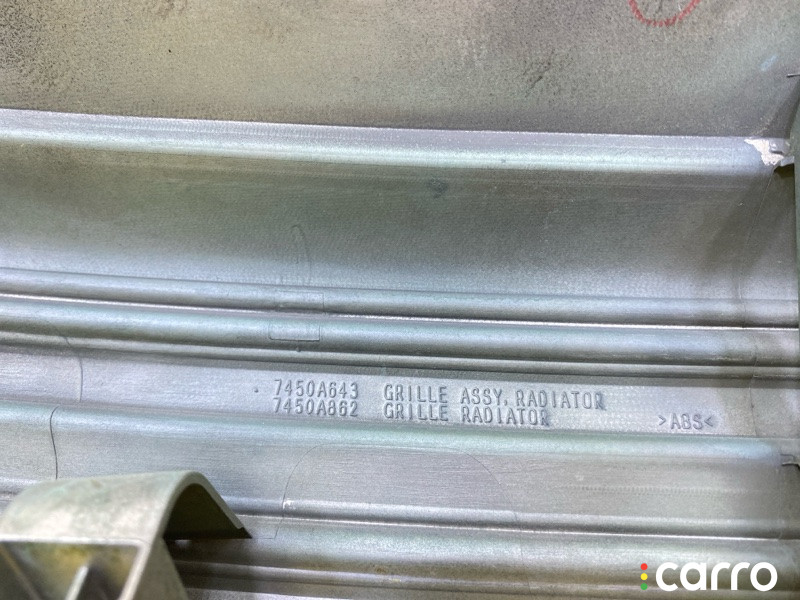 7450A643 GRILLE ASSY, RADIATOR
7450A862 GRILLE RADIATOR
>ABS<
carro